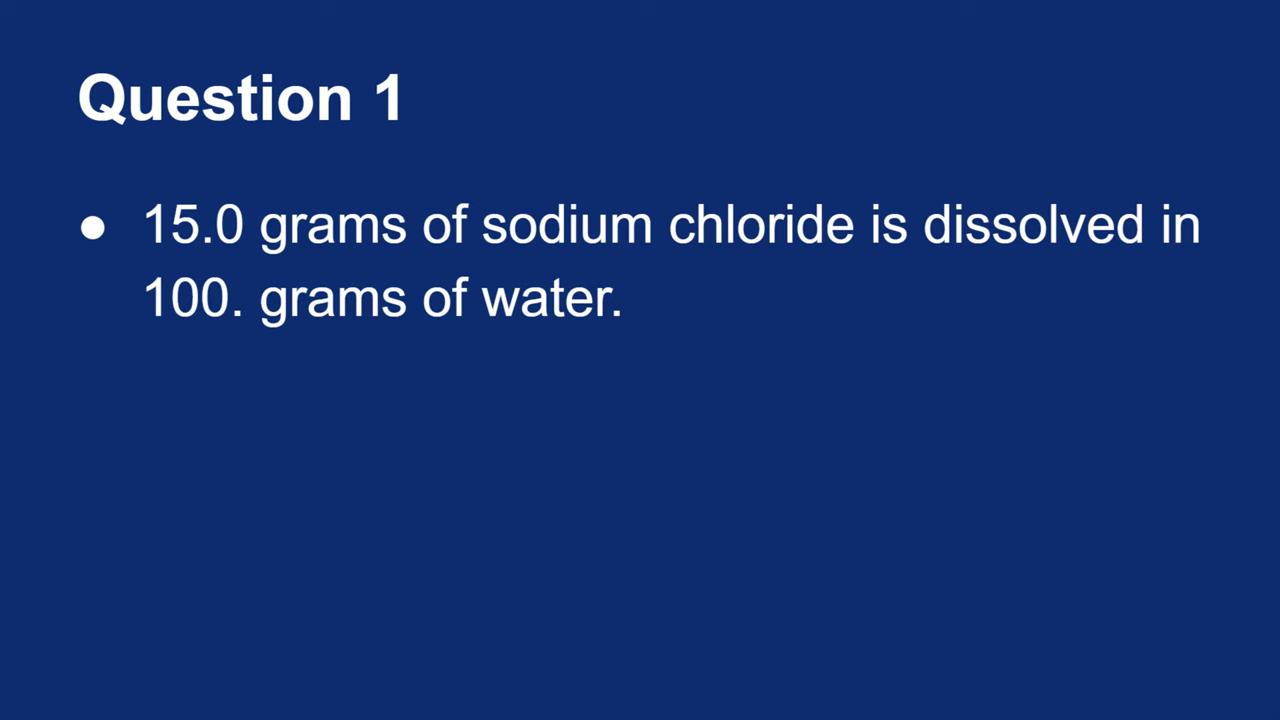 Question 1
● 15.0 grams of sodium chloride is dissolved in
100. grams of water.